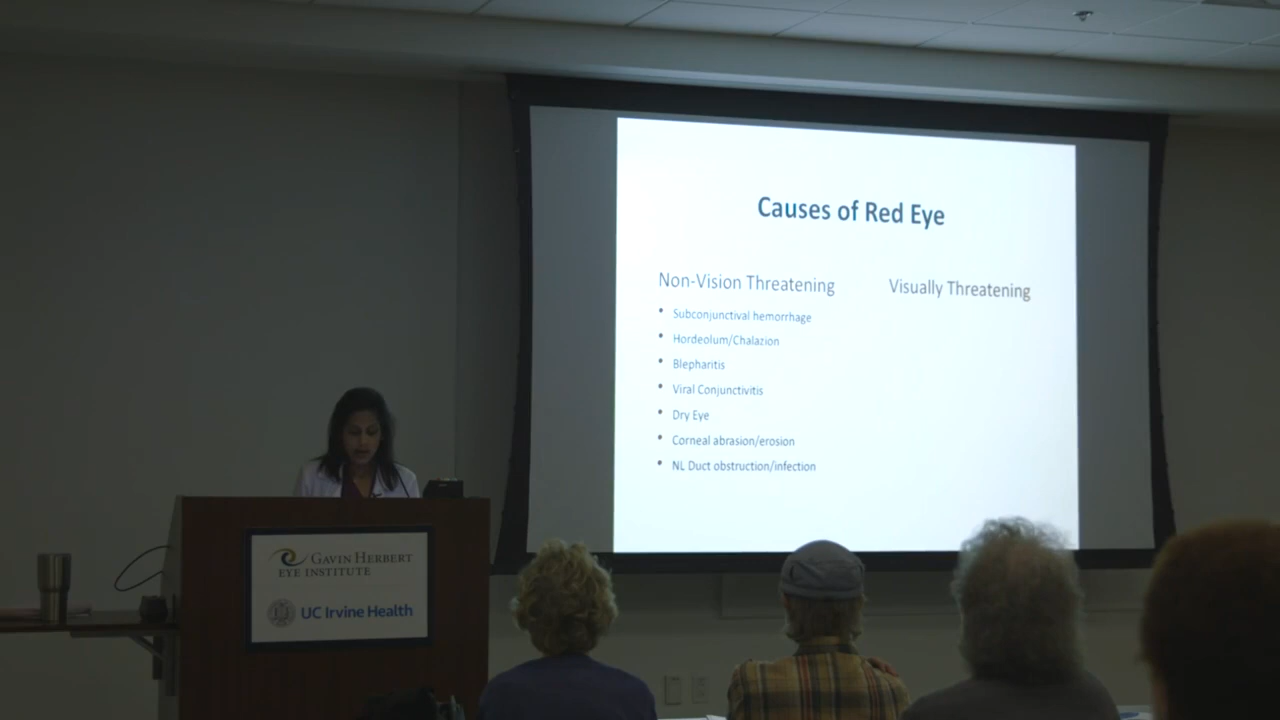 Causes of Red Eye
Non-Vision Threatening
Visually Threatening
• Subconjunctival hemorrhage
• Hordeolum/Chalazion
• Blepharitis
• Viral Conjunctivitis
• Dry Eye
• Corneal abrasion/erosion
• NL Duct obstruction/infection
GAVIN HERBERT
EYE INSTITUTE
UC Irvine Health